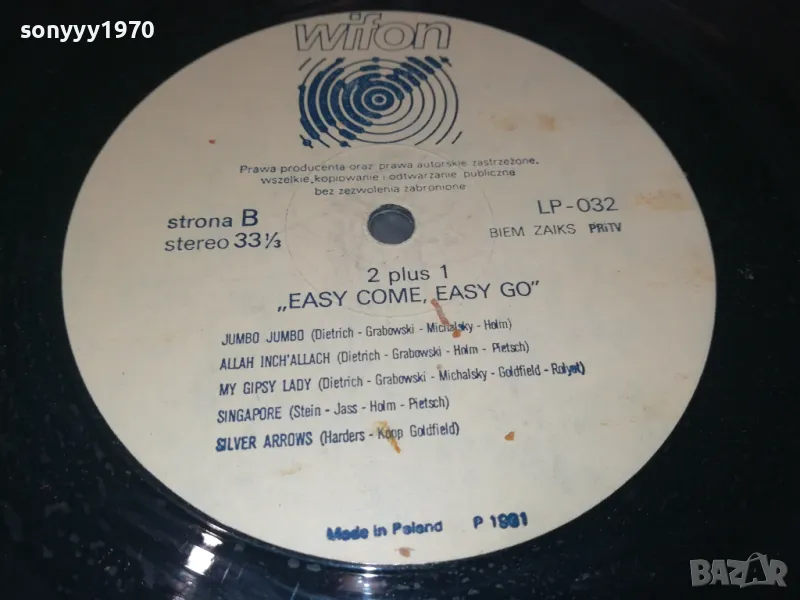 sonyyy1970
wifon
Prawa producenta oraz prawa autorskie zastrzeżone,
wszelkie kopiowanie i odtwarzanie publiczne
bez zezwolenia zabronione
strona B
stereo 33⅓
LP-032
BIEM ZAIKS PRiTV
2 plus 1
„EASY COME, EASY GO”
JUMBO JUMBO (Dietrich - Grabowski - Michalsky - Holm)
ALLAH INCH'ALLACH (Dietrich - Grabowski - Holm - Pietsch)
MY GIPSY LADY (Dietrich - Grabowski - Michalsky - Goldfield - Rolyat)
SINGAPORE (Stein - Jass - Holm - Pietsch)
SILVER ARROWS (Harders - Koop Goldfield)
Made in Poland P 1981
BAZAR